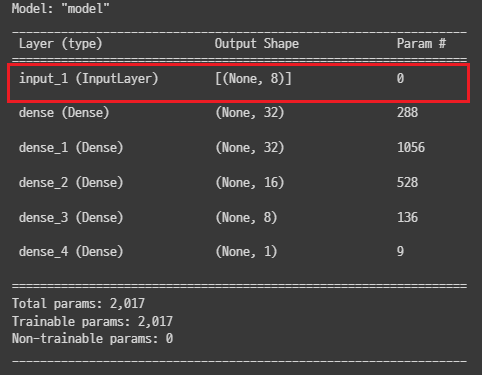 Model: "model"
Layer (type) Output Shape Param #
input_1 (InputLayer) [(None, 8)] 0
dense (Dense) (None, 32) 288
dense_1 (Dense) (None, 32) 1056
dense_2 (Dense) (None, 16) 528
dense_3 (Dense) (None, 8) 136
dense_4 (Dense) (None, 1) 9
Total params: 2,017
Trainable params: 2,017
Non-trainable params: 0